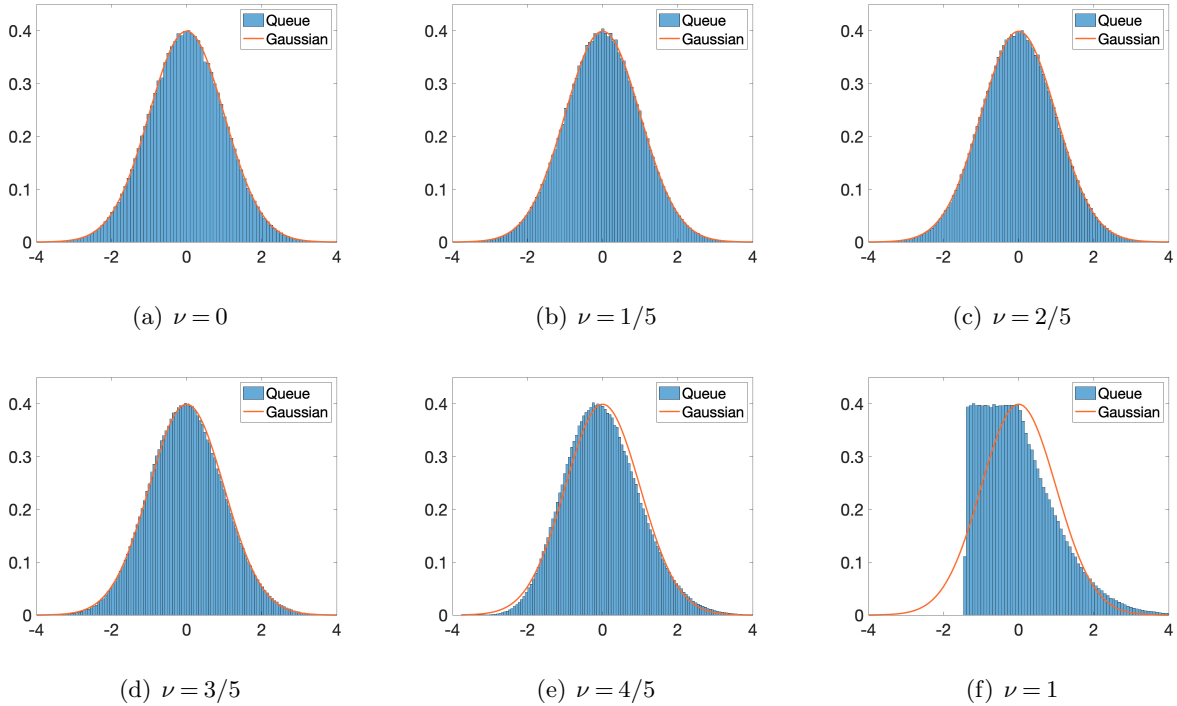 Queue
Gaussian
0.4
0.3
0.2
0.1
0
-4 -2 0 2 4
(a) ν = 0
Queue
Gaussian
0.4
0.3
0.2
0.1
0
-4 -2 0 2 4
(b) ν = 1/5
Queue
Gaussian
0.4
0.3
0.2
0.1
0
-4 -2 0 2 4
(c) ν = 2/5
Queue
Gaussian
0.4
0.3
0.2
0.1
0
-4 -2 0 2 4
(d) ν = 3/5
Queue
Gaussian
0.4
0.3
0.2
0.1
0
-4 -2 0 2 4
(e) ν = 4/5
Queue
Gaussian
0.4
0.3
0.2
0.1
0
-4 -2 0 2 4
(f) ν = 1